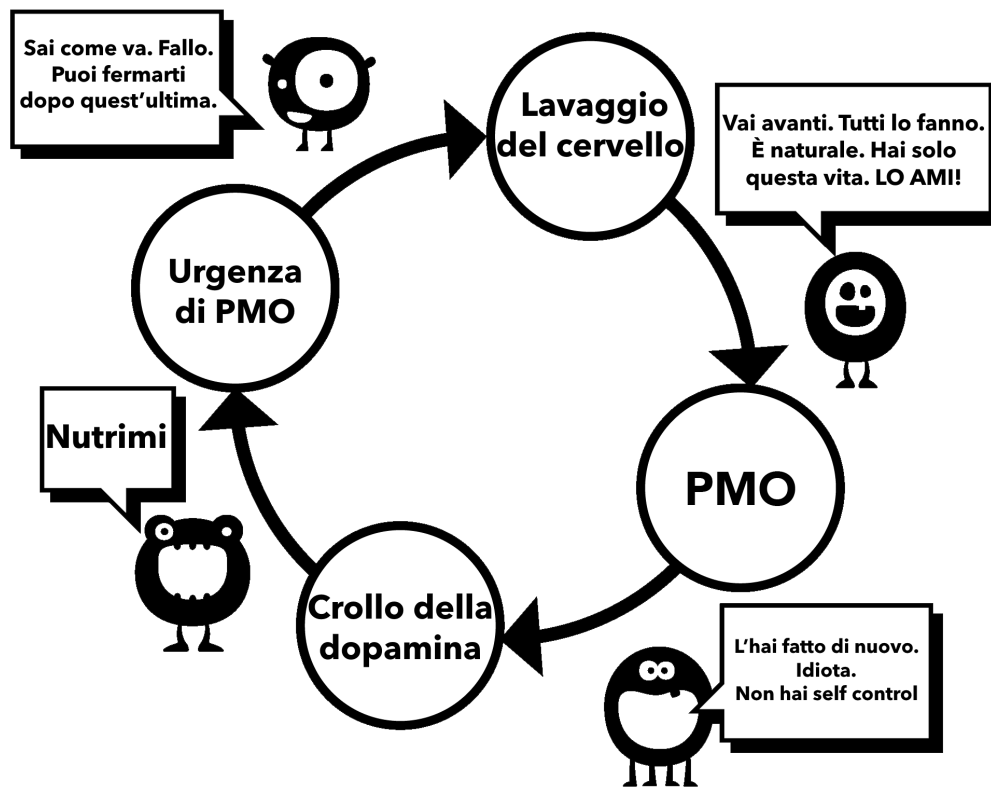 Sai come va. Fallo.
Puoi fermarti
dopo quest'ultima.
Lavaggio
del cervello
Vai avanti. Tutti lo fanno.
È naturale. Hai solo
questa vita. LO AMI!
Urgenza
di PMO
Nutrimi
PMO
Crollo della
dopamina
L'hai fatto di nuovo.
Idiota.
Non hai self control